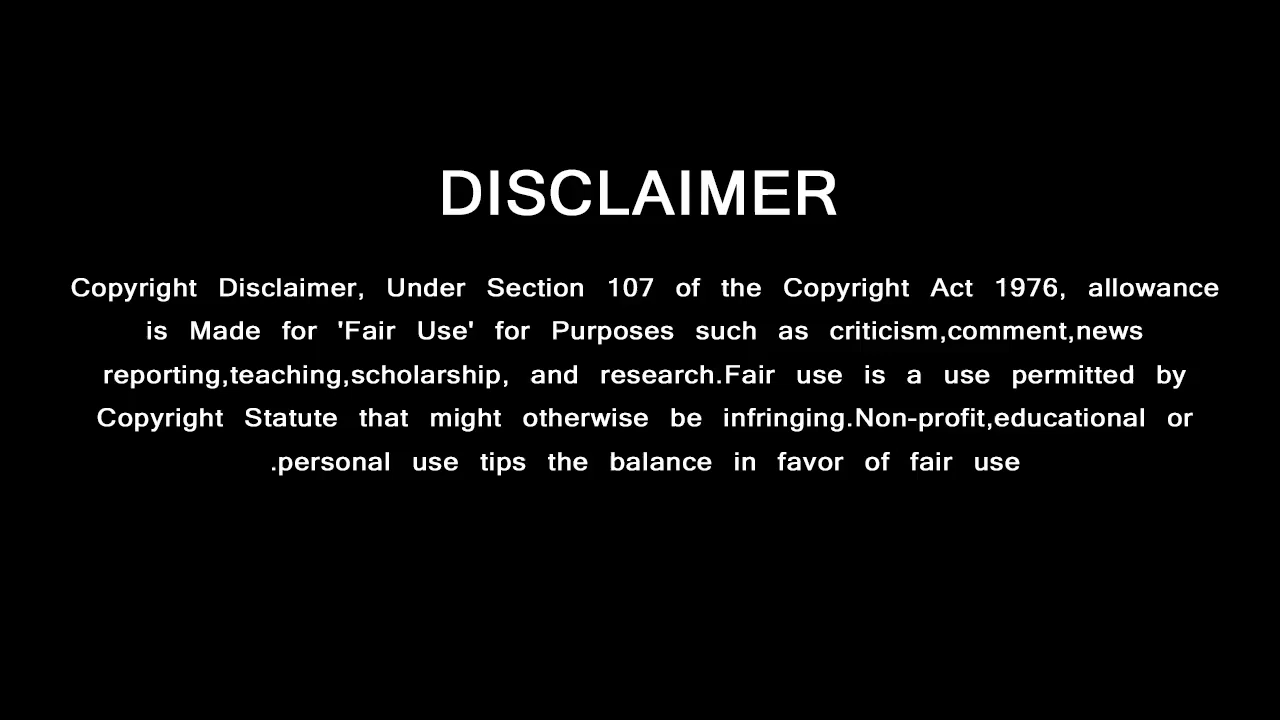 DISCLAIMER
Copyright Disclaimer, Under Section 107 of the Copyright Act 1976, allowance
is Made for 'Fair Use' for Purposes such as criticism,comment,news
reporting,teaching,scholarship, and research.Fair use is a use permitted by
Copyright Statute that might otherwise be infringing.Non-profit,educational or
.personal use tips the balance in favor of fair use